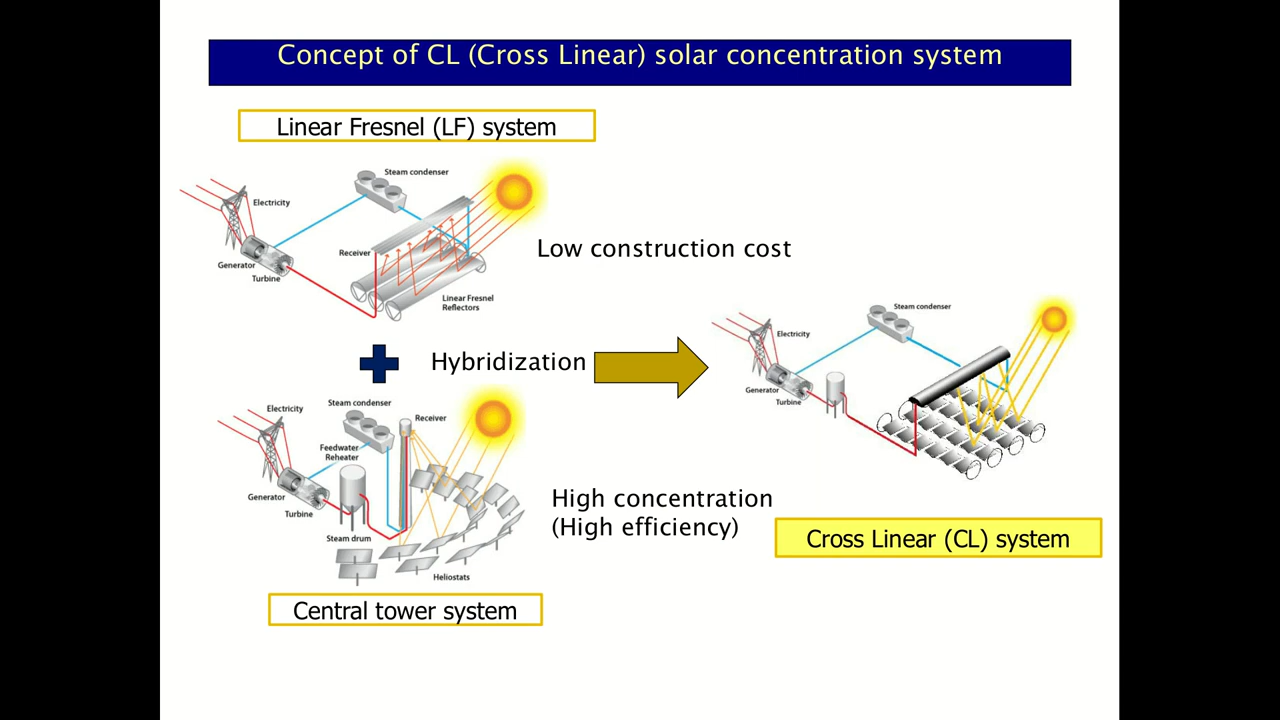 Concept of CL (Cross Linear) solar concentration system
Linear Fresnel (LF) system
Steam condenser
Electricity
Receiver
Generator
Turbine
Linear Fresnel
Reflectors
Low construction cost
Hybridization
Steam condenser
Electricity
Receiver
Feedwater
Reheater
Generator
Turbine
Steam drum
Heliostats
High concentration
(High efficiency)
Central tower system
Steam condenser
Electricity
Generator
Turbine
Cross Linear (CL) system